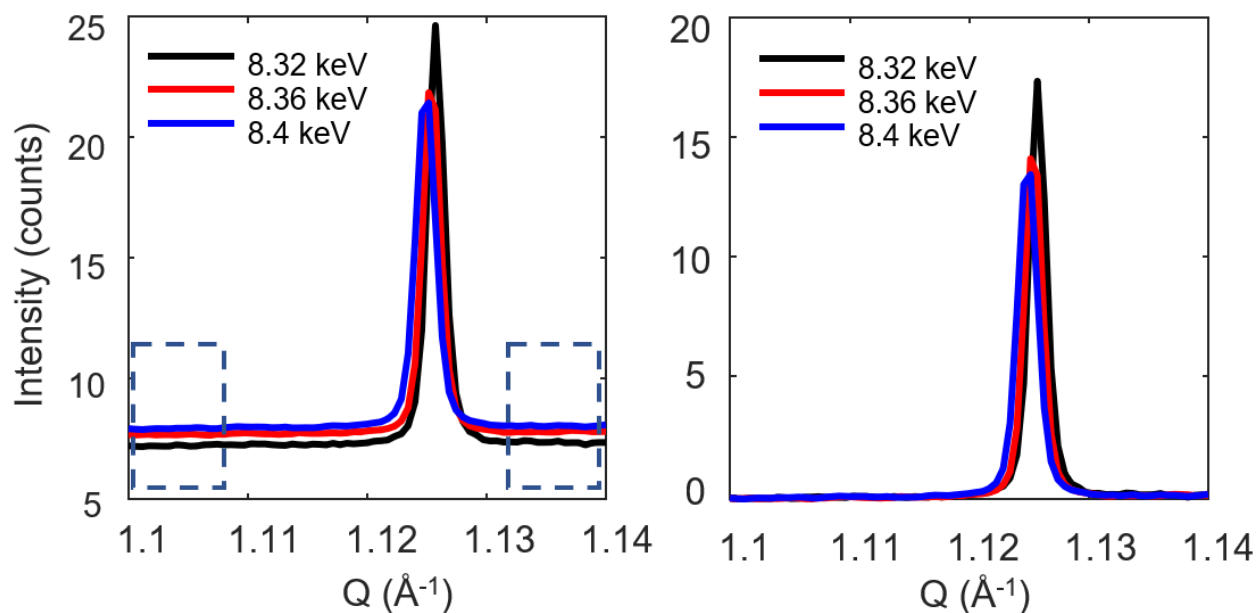 Intensity (counts)
25
20
15
10
5
8.32 keV
8.36 keV
8.4 keV
1.1 1.11 1.12 1.13 1.14
Q (Å⁻¹)
20
15
10
5
0
8.32 keV
8.36 keV
8.4 keV
1.1 1.11 1.12 1.13 1.14
Q (Å⁻¹)